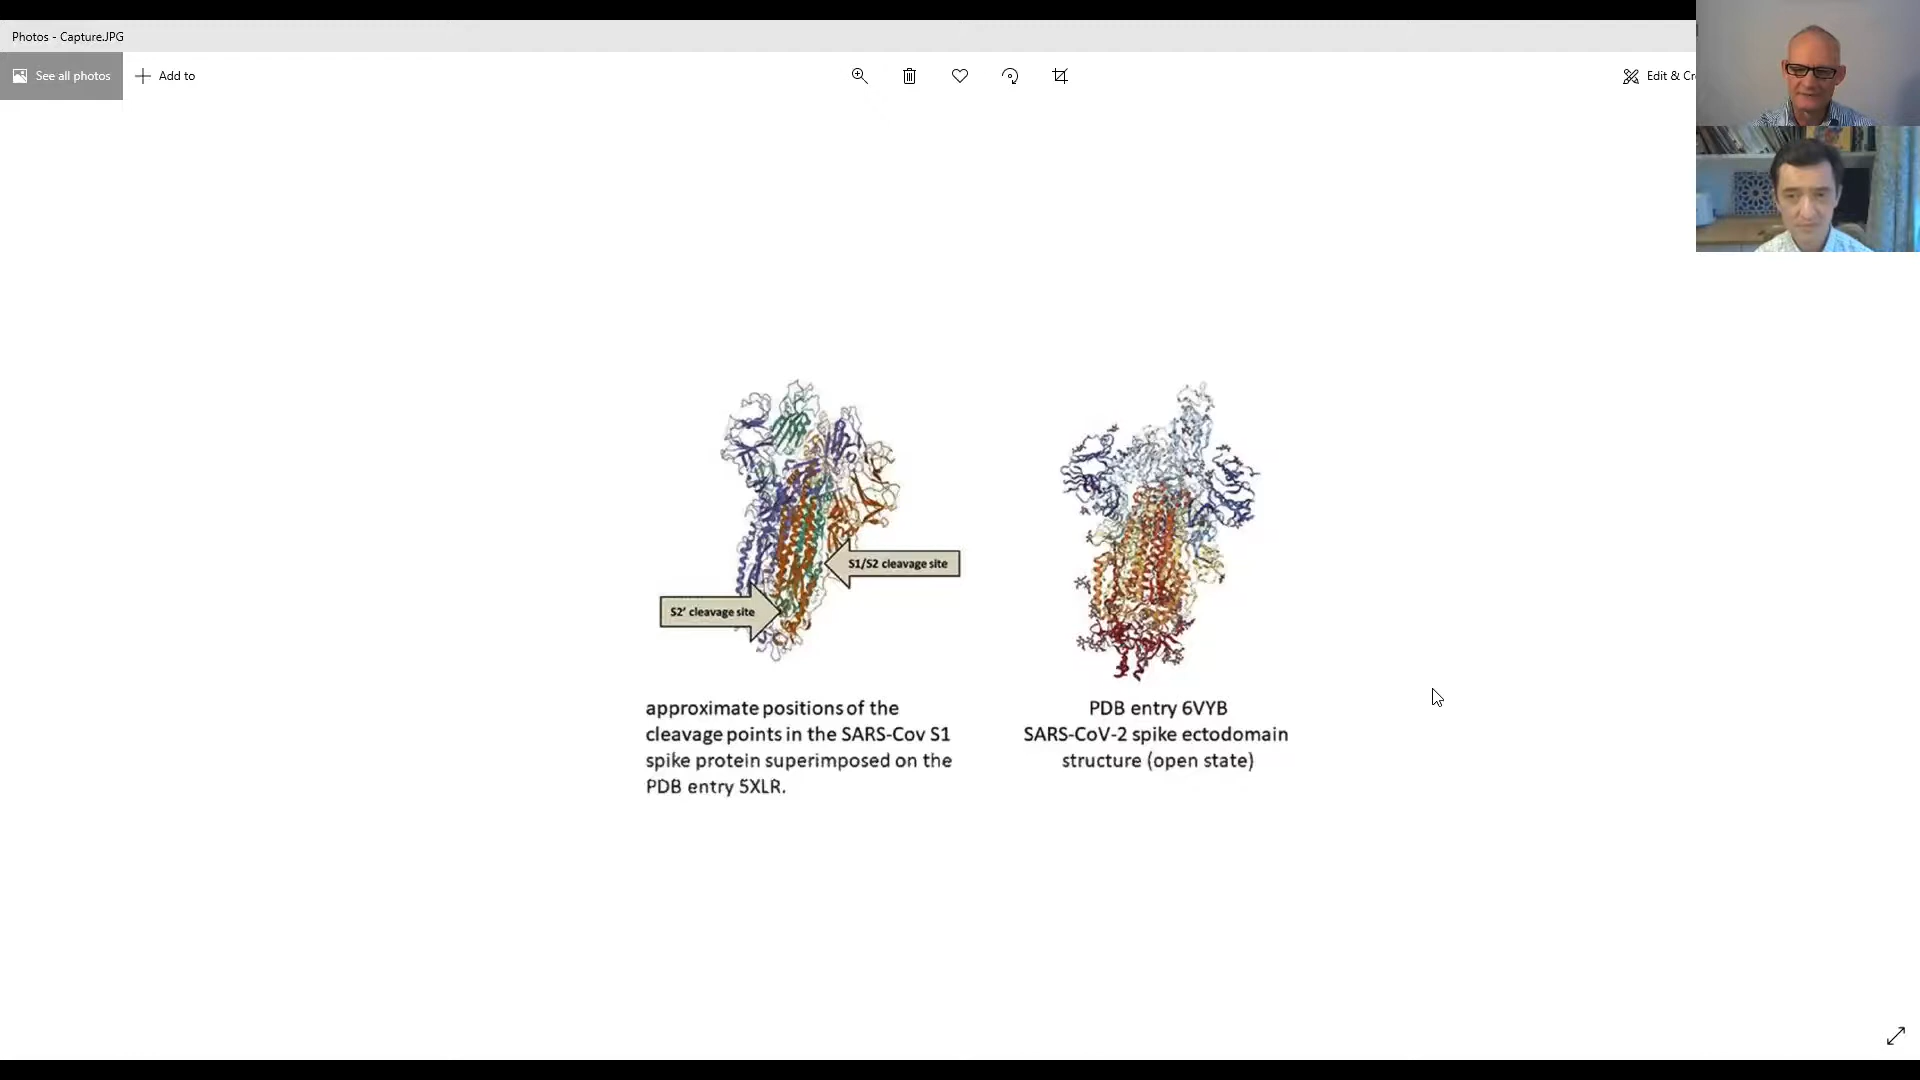 Photos - Capture.JPG
See all photos
Add to
Edit & Cr
S1/S2 cleavage site
S2' cleavage site
approximate positions of the
cleavage points in the SARS-Cov S1
spike protein superimposed on the
PDB entry 5XLR.
PDB entry 6VYB
SARS-CoV-2 spike ectodomain
structure (open state)